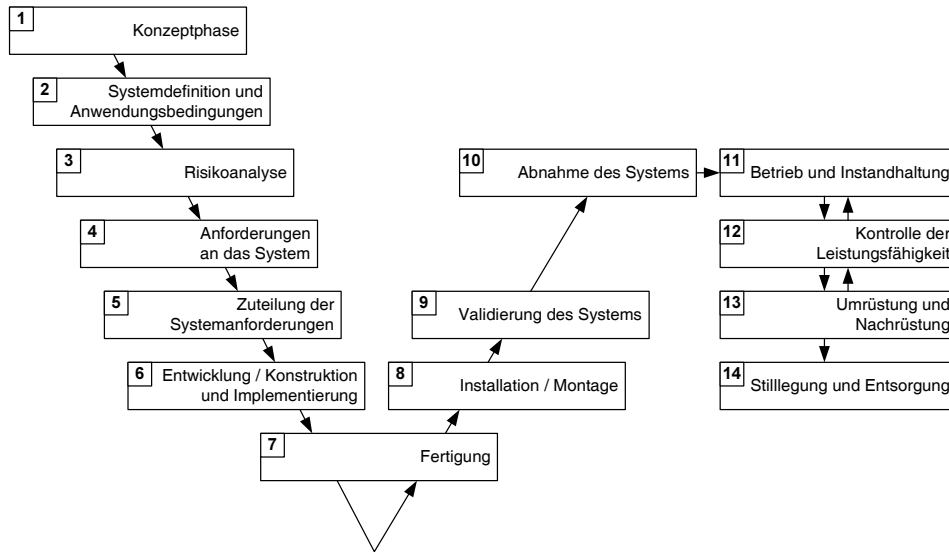 1
Konzeptphase
2
Systemdefinition und
Anwendungsbedingungen
3
Risikoanalyse
4
Anforderungen
an das System
5
Zuteilung der
Systemanforderungen
6
Entwicklung / Konstruktion
und Implementierung
7
Fertigung
8
Installation / Montage
9
Validierung des Systems
10
Abnahme des Systems
11
Betrieb und Instandhaltung
12
Kontrolle der
Leistungsfähigkeit
13
Umrüstung und
Nachrüstung
14
Stilllegung und Entsorgung